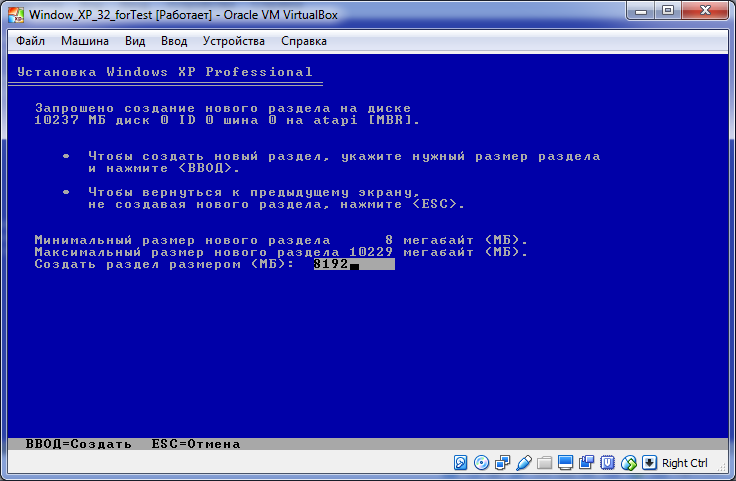 Window_XP_32_forTest [Работает] - Oracle VM VirtualBox
Файл Машина Вид Ввод Устройства Справка
Установка Windows XP Professional
Запрошено создание нового раздела на диске
10237 МБ диск 0 ID 0 шина 0 на atapi [MBR].
• Чтобы создать новый раздел, укажите нужный размер раздела
и нажмите <ВВОД>.
• Чтобы вернуться к предыдущему экрану,
не создавая нового раздела, нажмите <ESC>.
Минимальный размер нового раздела 8 мегабайт (МБ).
Максимальный размер нового раздела 10229 мегабайт (МБ).
Создать раздел размером (МБ): 8192
ВВОД=Создать ESC=Отмена
Right Ctrl